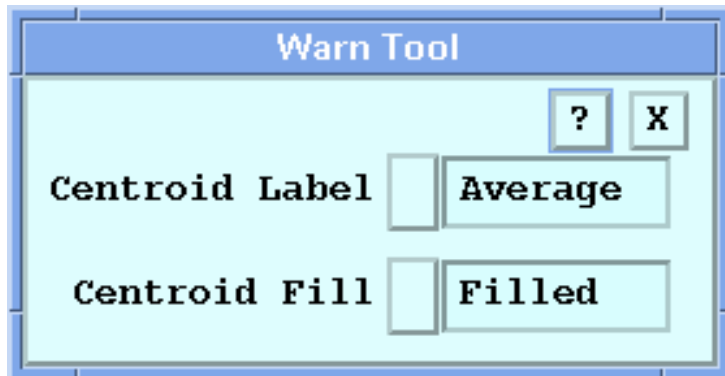 Warn Tool
? X
Centroid Label Average
Centroid Fill Filled